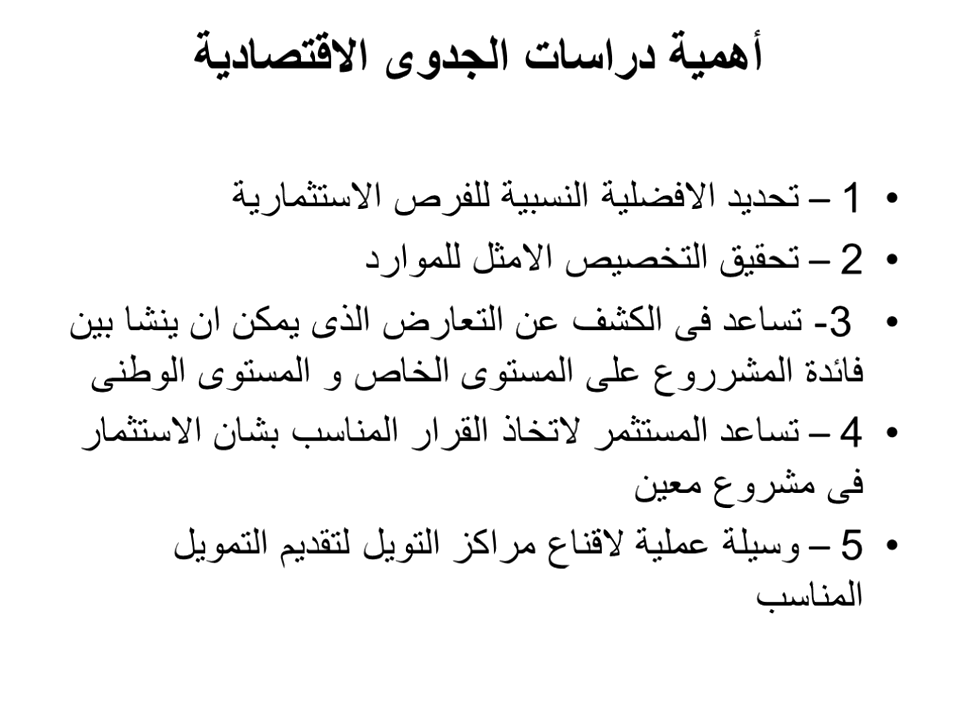 أهمية دراسات الجدوى الاقتصادية
• 1 – تحديد الافضلية النسبية للفرص الاستثمارية
• 2 – تحقيق التخصيص الامثل للموارد
• 3- تساعد فى الكشف عن التعارض الذى يمكن ان ينشا بين
فائدة المشرروع على المستوى الخاص و المستوى الوطنى
• 4 – تساعد المستثمر لاتخاذ القرار المناسب بشان الاستثمار
فى مشروع معين
• 5 – وسيلة عملية لاقناع مراكز التويل لتقديم التمويل
المناسب